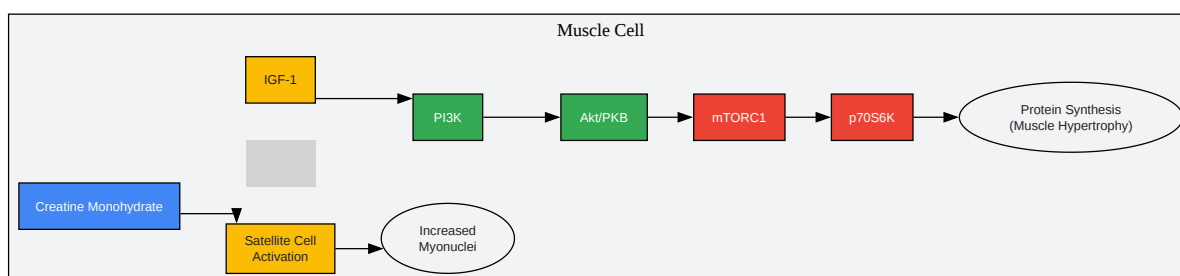 Muscle Cell
IGF-1
PI3K
Akt/PKB
mTORC1
p70S6K
Protein Synthesis
(Muscle Hypertrophy)
Creatine Monohydrate
Satellite Cell
Activation
Increased
Myonuclei